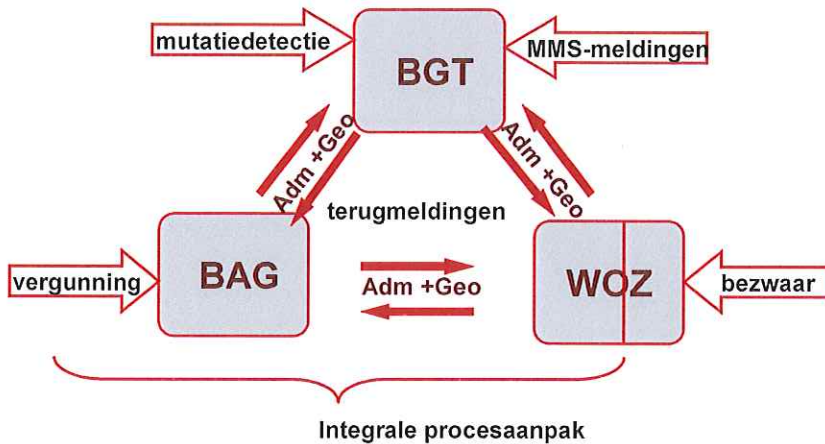 mutatiedetectie
BGT
MMS-meldingen
Adm +Geo
Adm +Geo
terugmeldingen
vergunning
BAG
Adm +Geo
WOZ
bezwaar
Integrale procesaanpak